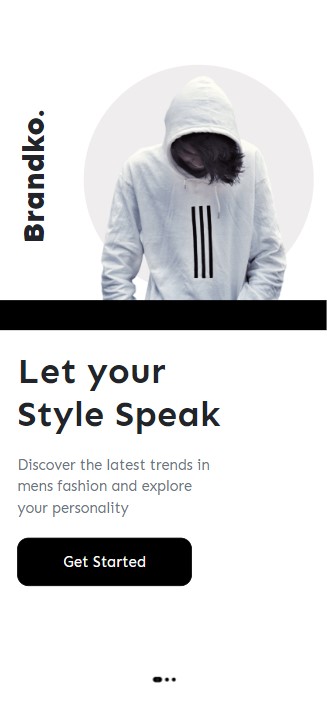 Brandko.
Let your
Style Speak
Discover the latest trends in
mens fashion and explore
your personality
Get Started